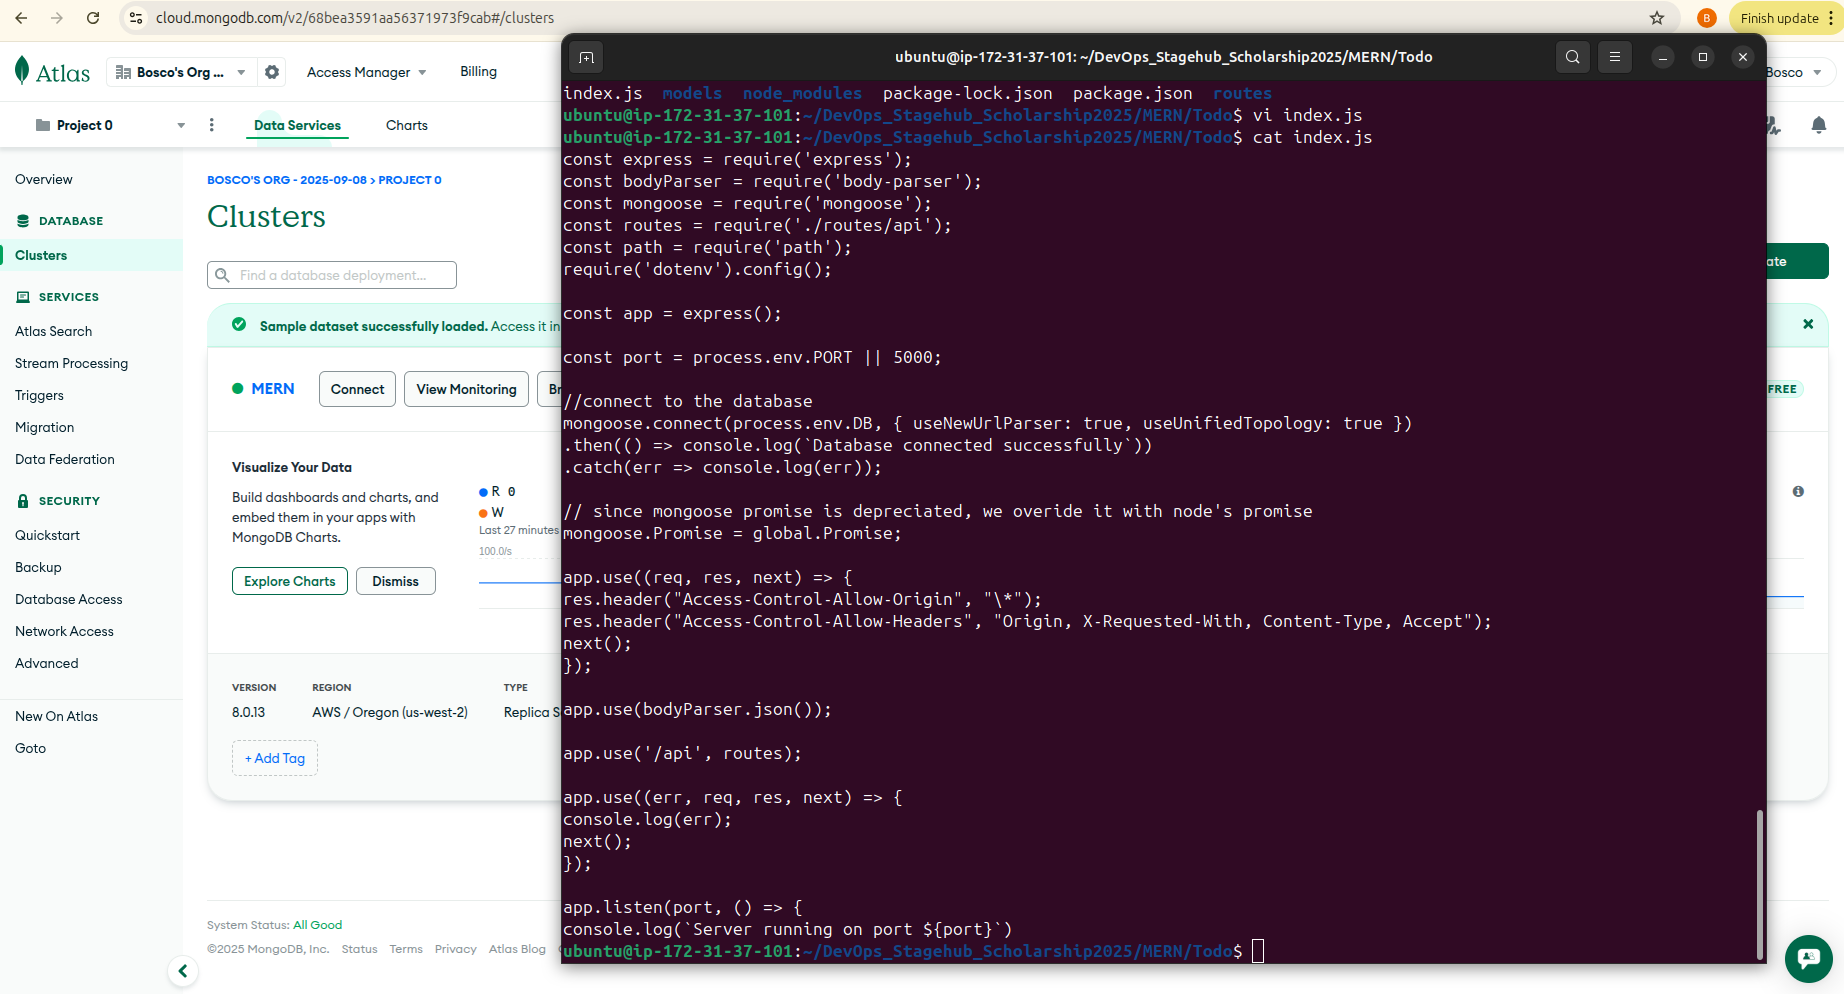 cloud.mongodb.com/v2/68bea3591aa56371973f9cab#/clusters
B
Finish update
Atlas
Bosco's Org ...
Access Manager
Billing
Bosco
Project 0
Data Services
Charts
Overview
DATABASE
Clusters
SERVICES
Atlas Search
Stream Processing
Triggers
Migration
Data Federation
SECURITY
Quickstart
Backup
Database Access
Network Access
Advanced
New On Atlas
Goto
BOSCO'S ORG - 2025-09-08 > PROJECT 0
Clusters
Find a database deployment...
ate
Sample dataset successfully loaded. Access it in
MERN
Connect
View Monitoring
Br
FREE
Visualize Your Data
Build dashboards and charts, and
embed them in your apps with
MongoDB Charts.
Explore Charts
Dismiss
R 0
W
Last 27 minutes
100.0/s
VERSION
8.0.13
REGION
AWS / Oregon (us-west-2)
TYPE
Replica S
+ Add Tag
System Status: All Good
©2025 MongoDB, Inc. Status Terms Privacy Atlas Blog
ubuntu@ip-172-31-37-101: ~/DevOps_Stagehub_Scholarship2025/MERN/Todo
index.js models node_modules package-lock.json package.json routes
ubuntu@ip-172-31-37-101:~/DevOps_Stagehub_Scholarship2025/MERN/Todo$ vi index.js
ubuntu@ip-172-31-37-101:~/DevOps_Stagehub_Scholarship2025/MERN/Todo$ cat index.js
const express = require('express');
const bodyParser = require('body-parser');
const mongoose = require('mongoose');
const routes = require('./routes/api');
const path = require('path');
require('dotenv').config();
const app = express();
const port = process.env.PORT || 5000;
//connect to the database
mongoose.connect(process.env.DB, { useNewUrlParser: true, useUnifiedTopology: true })
.then(() => console.log(`Database connected successfully`))
.catch(err => console.log(err));
// since mongoose promise is depreciated, we overide it with node's promise
mongoose.Promise = global.Promise;
app.use((req, res, next) => {
res.header("Access-Control-Allow-Origin", "\*");
res.header("Access-Control-Allow-Headers", "Origin, X-Requested-With, Content-Type, Accept");
next();
});
app.use(bodyParser.json());
app.use('/api', routes);
app.use((err, req, res, next) => {
console.log(err);
next();
});
app.listen(port, () => {
console.log(`Server running on port ${port}`)
ubuntu@ip-172-31-37-101:~/DevOps_Stagehub_Scholarship2025/MERN/Todo$